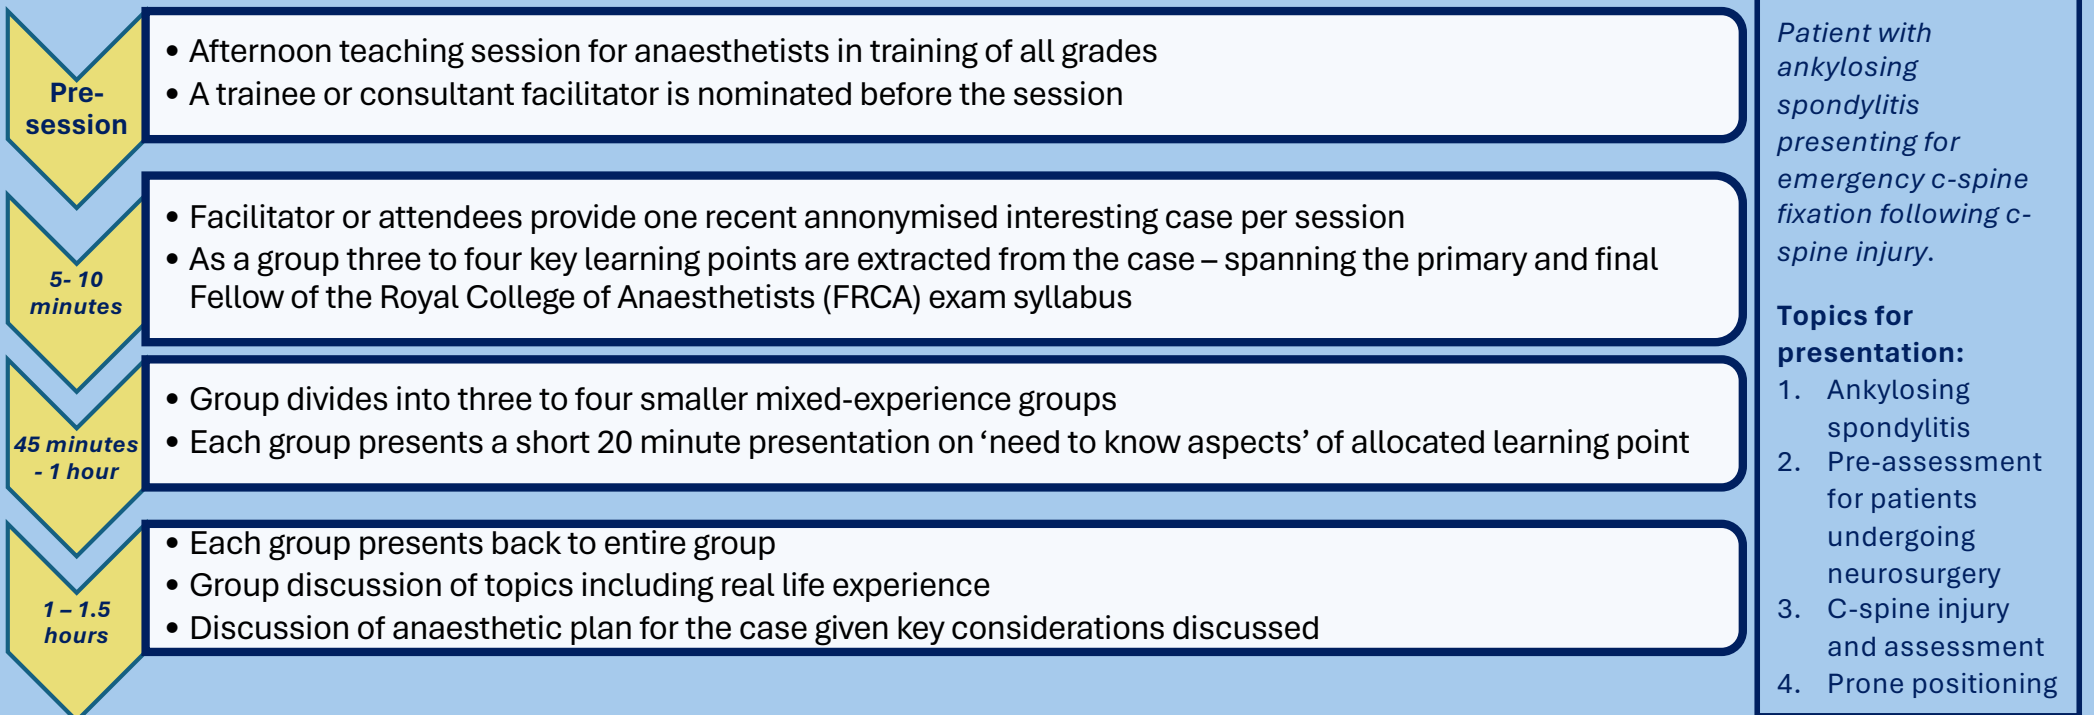 Pre-
session
• Afternoon teaching session for anaesthetists in training of all grades
• A trainee or consultant facilitator is nominated before the session
5- 10
minutes
• Facilitator or attendees provide one recent annonymised interesting case per session
• As a group three to four key learning points are extracted from the case – spanning the primary and final
Fellow of the Royal College of Anaesthetists (FRCA) exam syllabus
45 minutes
- 1 hour
• Group divides into three to four smaller mixed-experience groups
• Each group presents a short 20 minute presentation on ‘need to know aspects’ of allocated learning point
1 – 1.5
hours
• Each group presents back to entire group
• Group discussion of topics including real life experience
• Discussion of anaesthetic plan for the case given key considerations discussed
Patient with
ankylosing
spondylitis
presenting for
emergency c-spine
fixation following c-
spine injury.
Topics for
presentation:
1. Ankylosing
spondylitis
2. Pre-assessment
for patients
undergoing
neurosurgery
3. C-spine injury
and assessment
4. Prone positioning